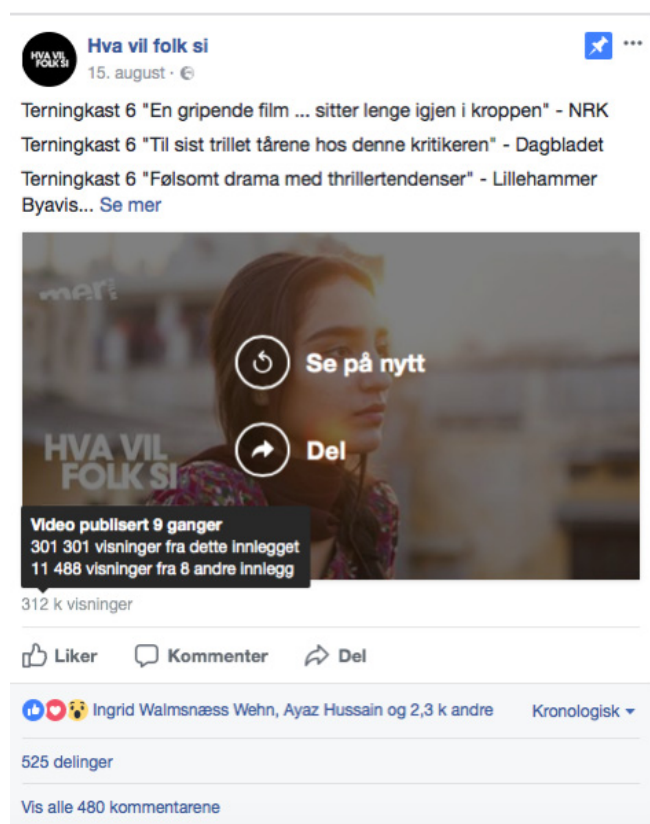 HVA VIL
FOLK SI
Hva vil folk si
15. august ·
Terningkast 6 "En gripende film ... sitter lenge igjen i kroppen" - NRK
Terningkast 6 "Til sist trillet tårene hos denne kritikeren" - Dagbladet
Terningkast 6 "Følsomt drama med thrillertendenser" - Lillehammer
Byavis... Se mer
mer
Se på nytt
Del
HVA VIL
FOLK SI
Video publisert 9 ganger
301 301 visninger fra dette innlegget
11 488 visninger fra 8 andre innlegg
312 k visninger
Liker Kommenter Del
Ingrid Walmsnæss Wehn, Ayaz Hussain og 2,3 k andre Kronologisk
525 delinger
Vis alle 480 kommentarene